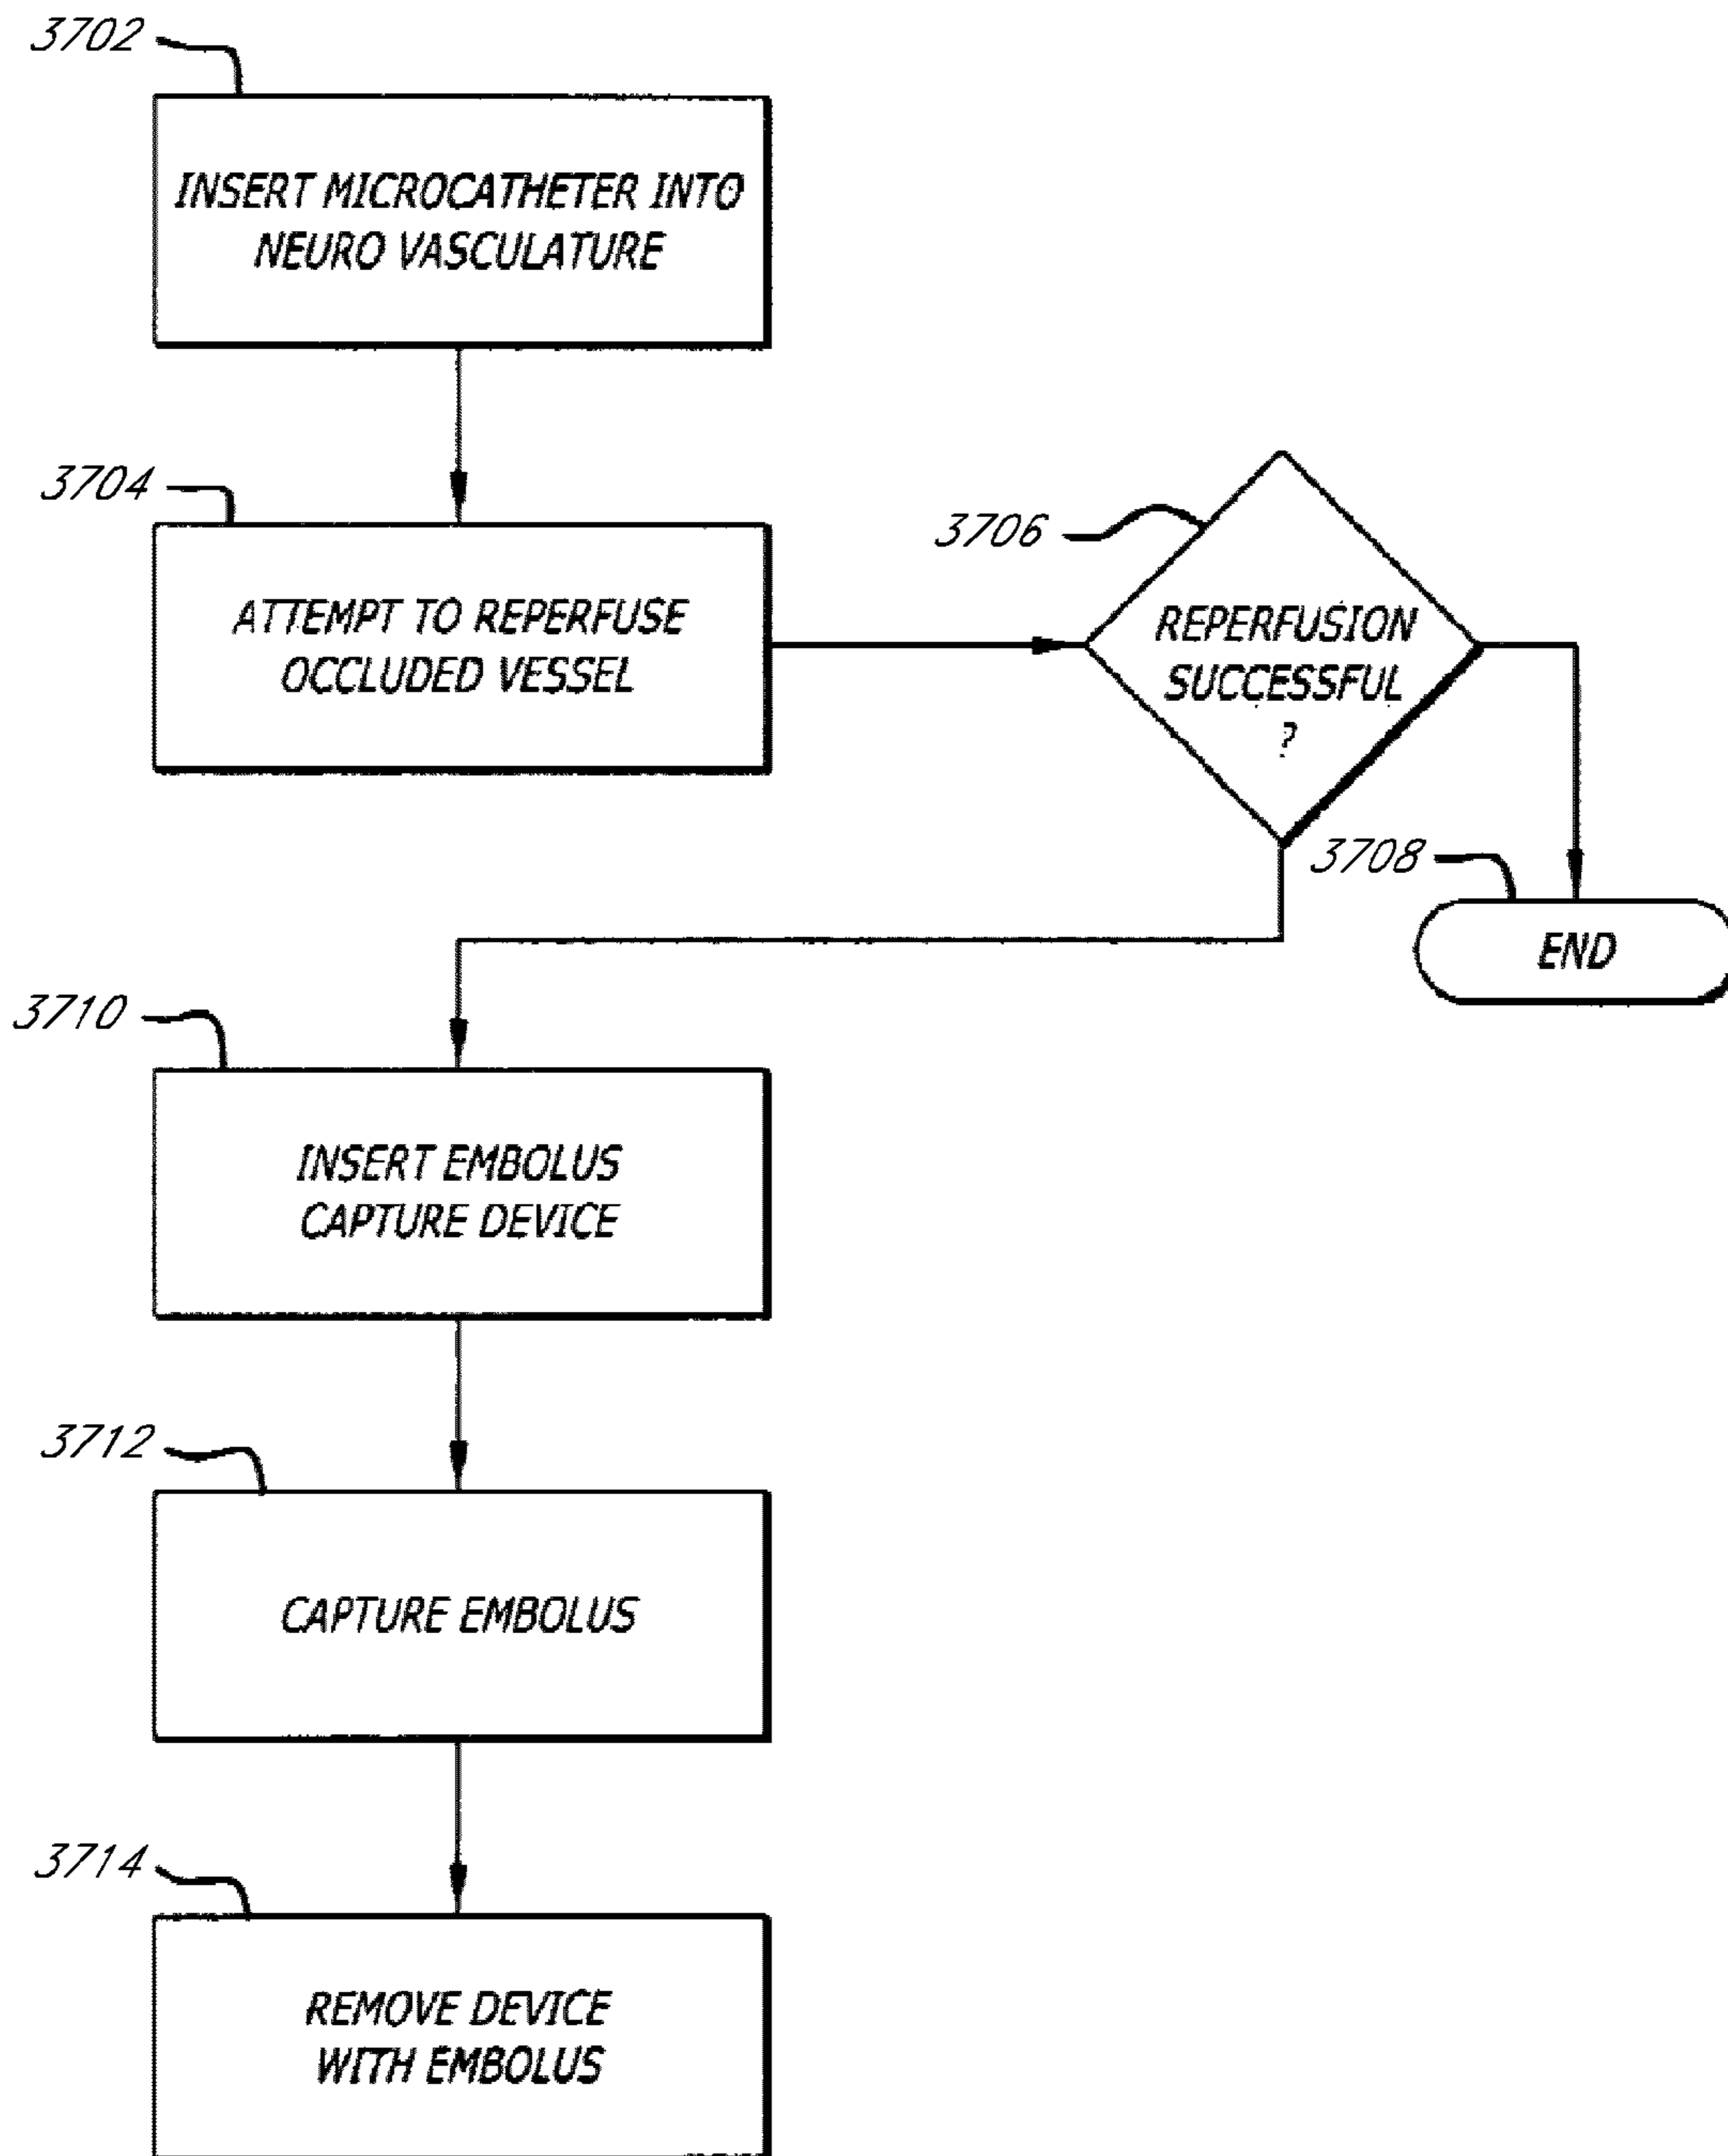 3702
INSERT MICROCATHETER INTO
NEURO VASCULATURE
3704
ATTEMPT TO REPERFUSE
OCCLUDED VESSEL
3706
REPERFUSION
SUCCESSFUL
?
3708
END
3710
INSERT EMBOLUS
CAPTURE DEVICE
3712
CAPTURE EMBOLUS
3714
REMOVE DEVICE
WITH EMBOLUS